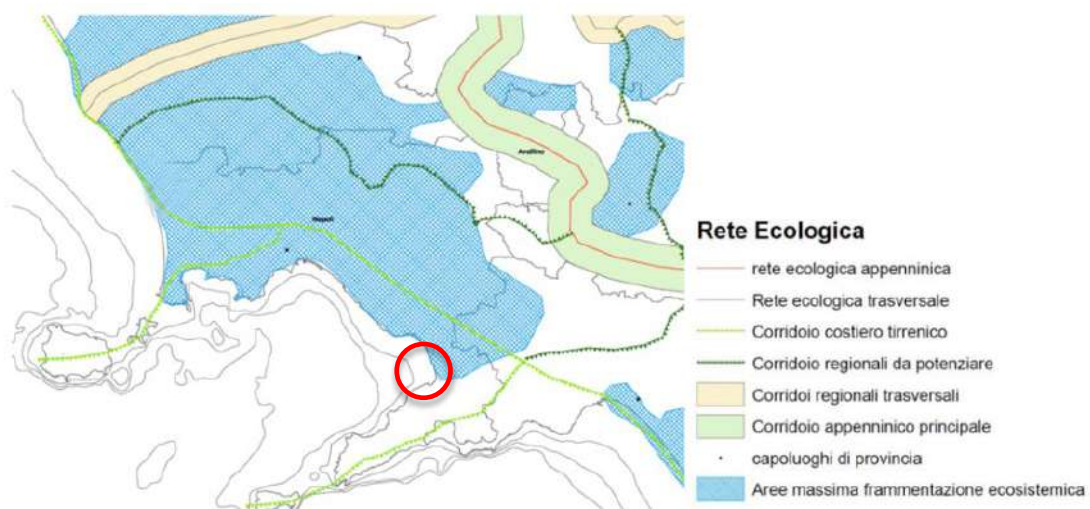 Avellino
Napoli
Rete Ecologica
rete ecologica appenninica
Rete ecologica trasversale
Corridoio costiero tirrenico
Corridoio regionali da potenziare
Corridoi regionali trasversali
Corridoio appenninico principale
capoluoghi di provincia
Aree massima frammentazione ecosistemica